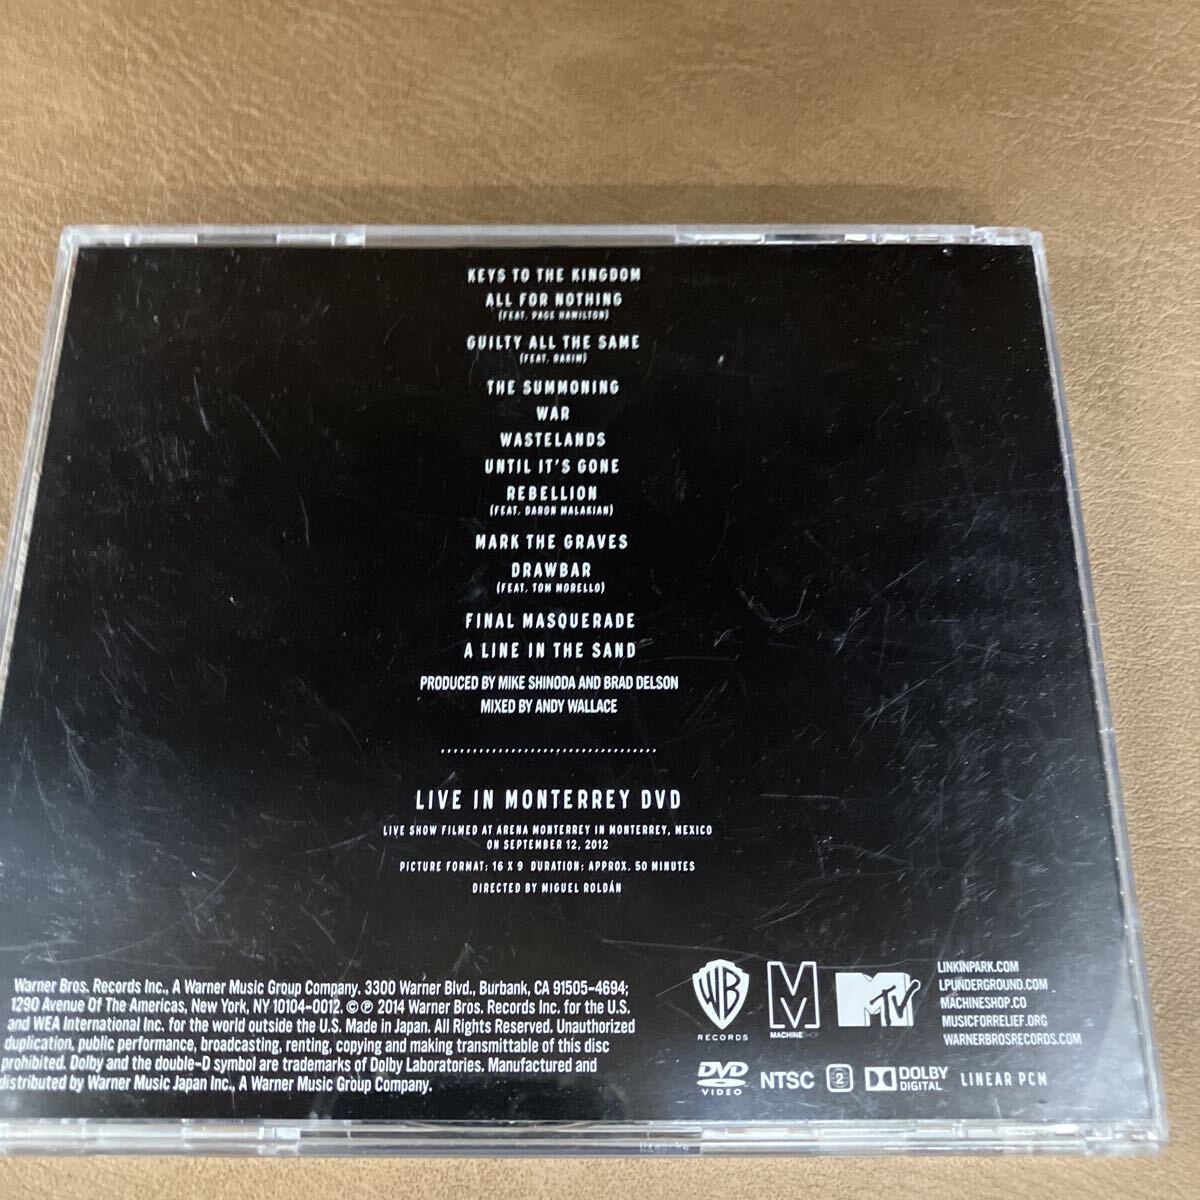 KEYS TO THE KINGDOM
ALL FOR NOTHING
(FEAT. PAGE HAMILTON)
GUILTY ALL THE SAME
(FEAT. RAKIM)
THE SUMMONING
WAR
WASTELANDS
UNTIL IT'S GONE
REBELLION
(FEAT. DARON MALAKIAN)
MARK THE GRAVES
DRAWBAR
(FEAT. TOM MORELLO)
FINAL MASQUERADE
A LINE IN THE SAND
PRODUCED BY MIKE SHINODA AND BRAD DELSON
MIXED BY ANDY WALLACE
LIVE IN MONTERREY DVD
LIVE SHOW FILMED AT ARENA MONTERREY IN MONTERREY, MEXICO
ON SEPTEMBER 12, 2012
PICTURE FORMAT: 16 X 9 DURATION: APPROX. 50 MINUTES
DIRECTED BY MIGUEL ROLDÁN
Warner Bros. Records Inc., A Warner Music Group Company. 3300 Warner Blvd., Burbank, CA 91505-4694;
1290 Avenue Of The Americas, New York, NY 10104-0012. © ℗ 2014 Warner Bros. Records Inc. for the U.S.
and WEA International Inc. for the world outside the U.S. Made in Japan. All Rights Reserved. Unauthorized
duplication, public performance, broadcasting, renting, copying and making transmittable of this disc
prohibited. Dolby and the double-D symbol are trademarks of Dolby Laboratories. Manufactured and
distributed by Warner Music Japan Inc., A Warner Music Group Company.
WB
RECORDS
M
MACHINE SHOP
MTV
LINKINPARK.COM
LPUNDERGROUND.COM
MACHINESHOP.CO
MUSICFORRELIEF.ORG
WARNERBROSRECORDS.COM
DVD
VIDEO
NTSC
2
DOLBY
DIGITAL
LINEAR PCM